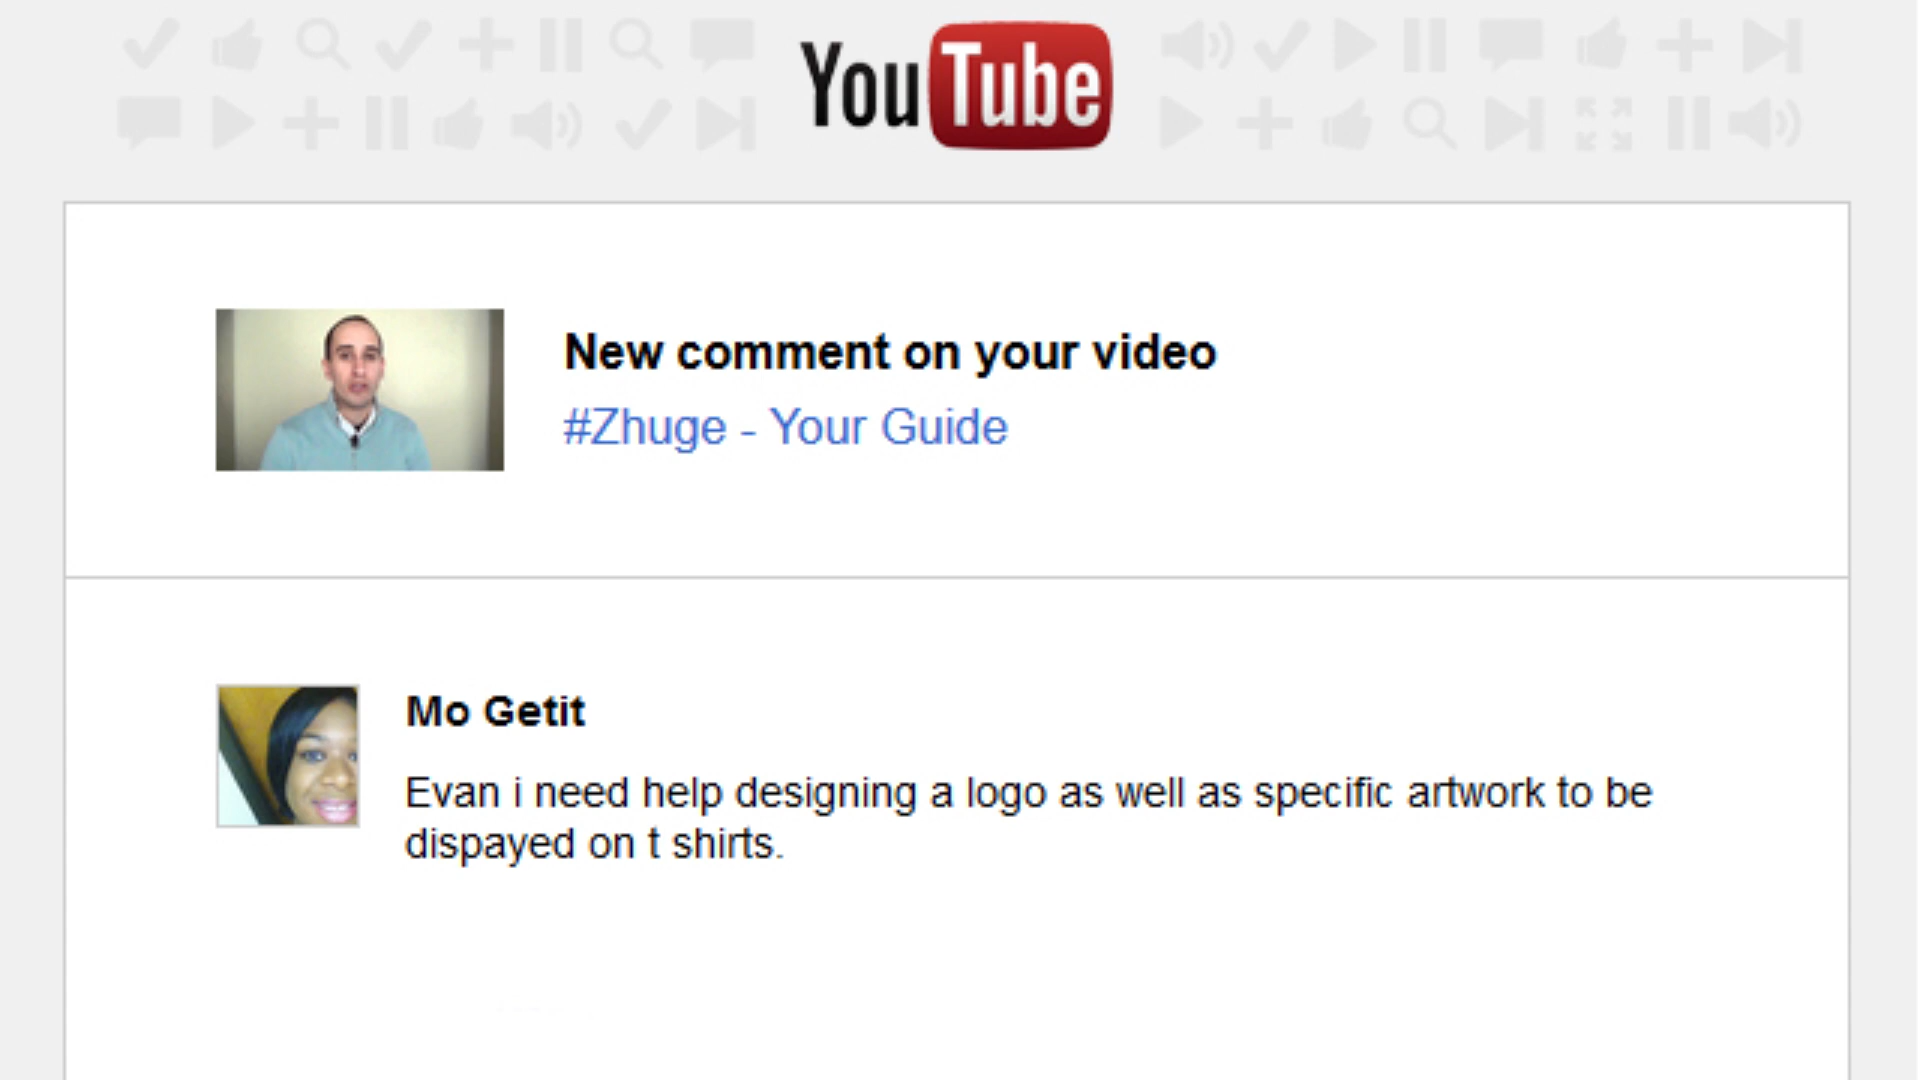 YouTube
New comment on your video
#Zhuge - Your Guide
Mo Getit
Evan i need help designing a logo as well as specific artwork to be
dispayed on t shirts.